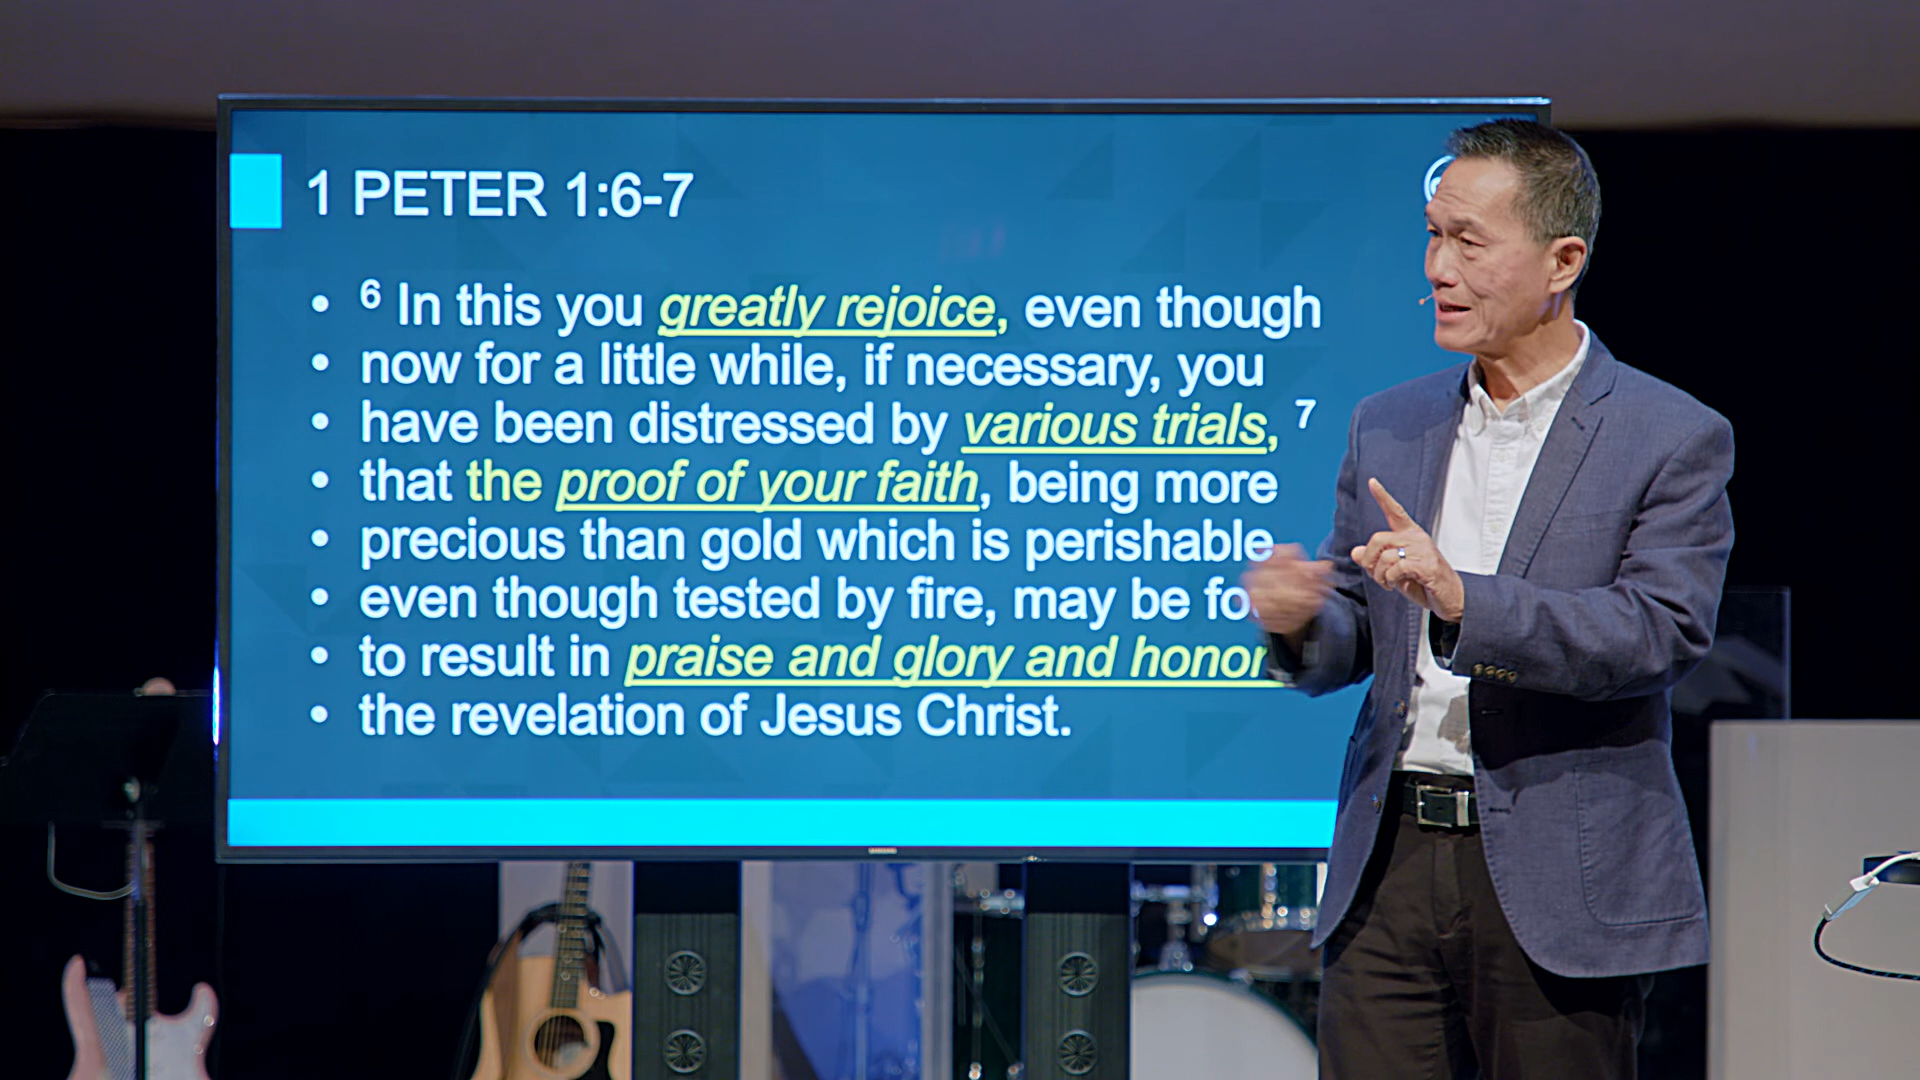 1 PETER 1:6-7
• 6 In this you greatly rejoice, even though
• now for a little while, if necessary, you
• have been distressed by various trials, 7
• that the proof of your faith, being more
• precious than gold which is perishable
• even though tested by fire, may be
• to result in praise and glory and honor
• the revelation of Jesus Christ.
SAMSUNG